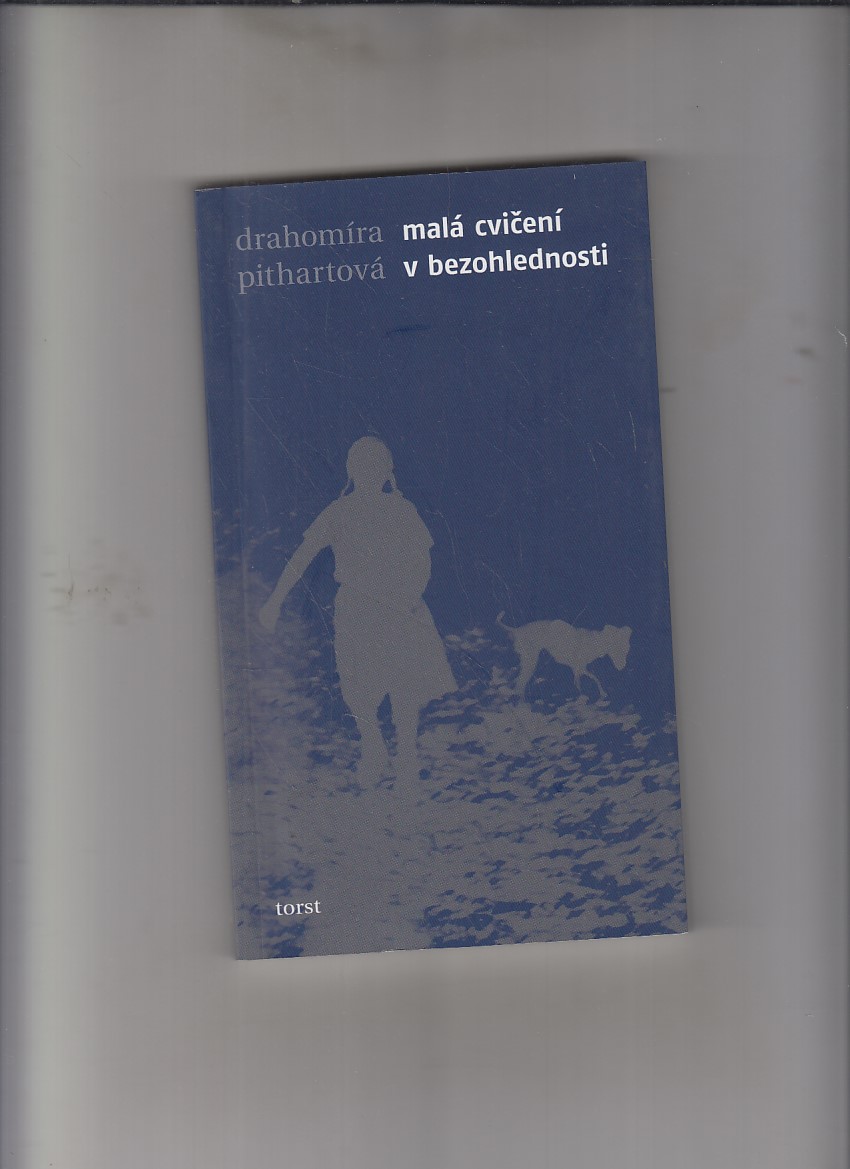 drahomíra malá cvičení
pithartová v bezohlednosti
torst